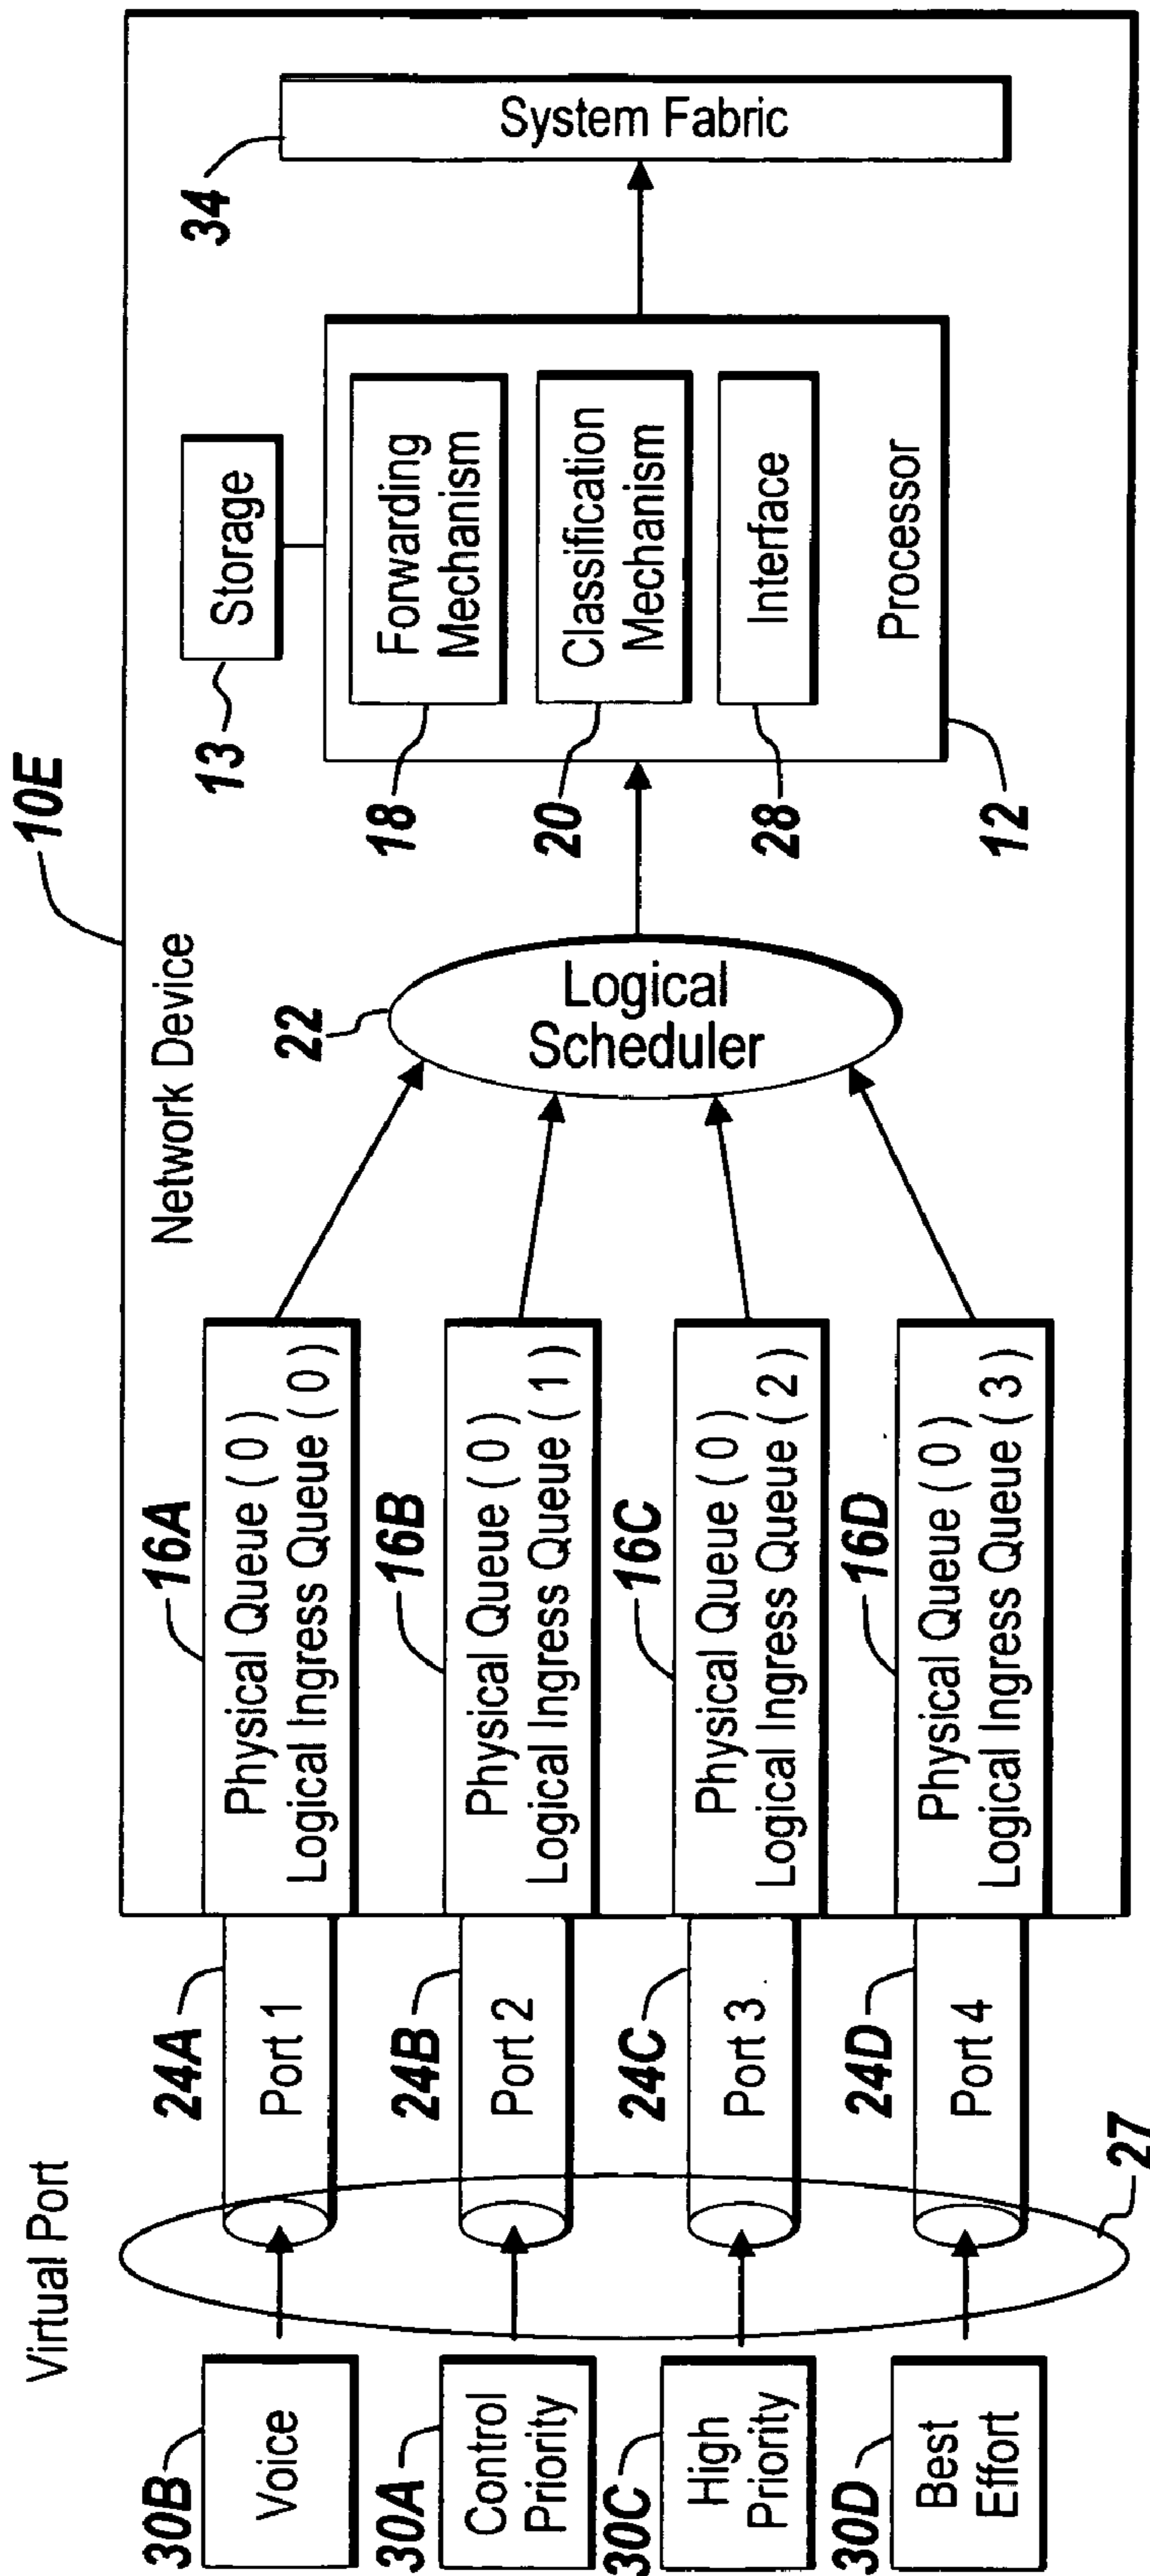 Virtual Port
10E
Network Device
30B
Voice
24A
Port 1
16A
Physical Queue ( 0 )
Logical Ingress Queue ( 0 )
30A
Control
Priority
24B
Port 2
16B
Physical Queue ( 0 )
Logical Ingress Queue ( 1 )
30C
High
Priority
24C
Port 3
16C
Physical Queue ( 0 )
Logical Ingress Queue ( 2 )
30D
Best
Effort
24D
Port 4
16D
Physical Queue ( 0 )
Logical Ingress Queue ( 3 )
27
22
Logical
Scheduler
13
Storage
18
Forwarding
Mechanism
20
Classification
Mechanism
28
Interface
Processor
12
34
System Fabric